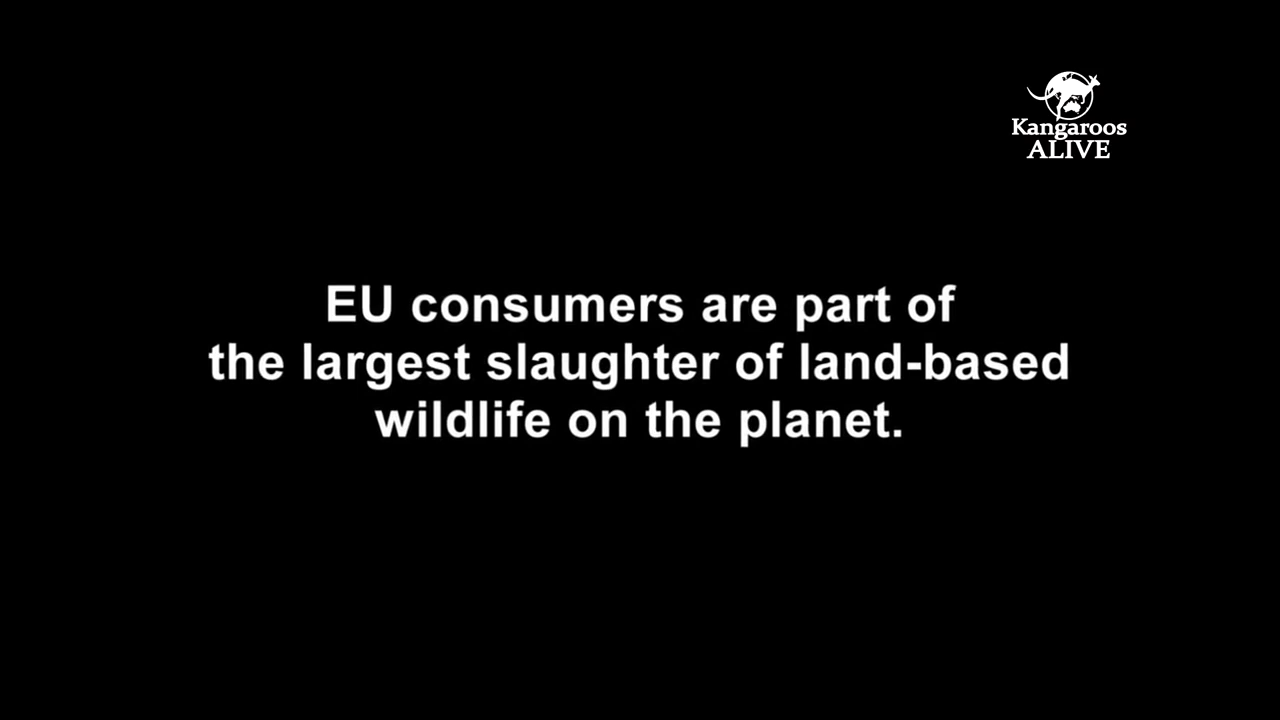 Kangaroos
ALIVE
EU consumers are part of
the largest slaughter of land-based
wildlife on the planet.